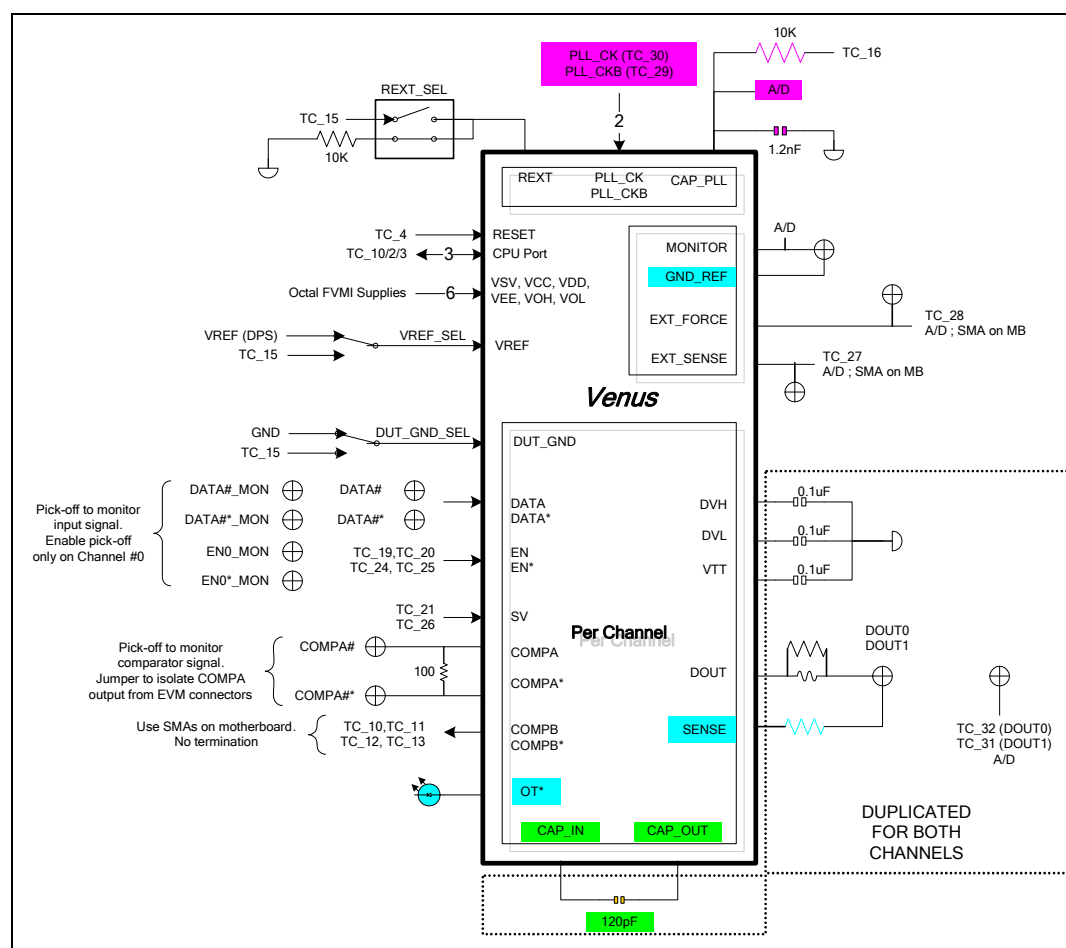 10K
TC_16
PLL_CK (TC_30)
PLL_CKB (TC_29)
A/D
REXT_SEL
TC_15
2
10K
1.2nF
REXT
PLL_CK
PLL_CKB
CAP_PLL
TC_4
RESET
TC_10/2/3
3
CPU Port
Octal FVMI Supplies
6
VSV, VCC, VDD,
VEE, VOH, VOL
VREF (DPS)
VREF_SEL
VREF
TC_15
MONITOR
A/D
GND_REF
EXT_FORCE
TC_28
A/D ; SMA on MB
EXT_SENSE
TC_27
A/D ; SMA on MB
Venus
GND
DUT_GND_SEL
DUT_GND
TC_15
Pick-off to monitor
input signal.
Enable pick-off
only on Channel #0
DATA#_MON
DATA#
DATA#*_MON
DATA#*
EN0_MON
EN0*_MON
DATA
DATA*
TC_19,TC_20
TC_24, TC_25
EN
EN*
TC_21
TC_26
SV
DVH
0.1uF
DVL
0.1uF
VTT
0.1uF
Per Channel
Pick-off to monitor
comparator signal.
Jumper to isolate COMPA
output from EVM connectors
COMPA#
100
COMPA#*
COMPA
COMPA*
Use SMAs on motherboard.
No termination
TC_10,TC_11
TC_12, TC_13
COMPB
COMPB*
DOUT
DOUT0
DOUT1
SENSE
TC_32 (DOUT0)
TC_31 (DOUT1)
A/D
OT*
CAP_IN
CAP_OUT
DUPLICATED
FOR BOTH
CHANNELS
120pF